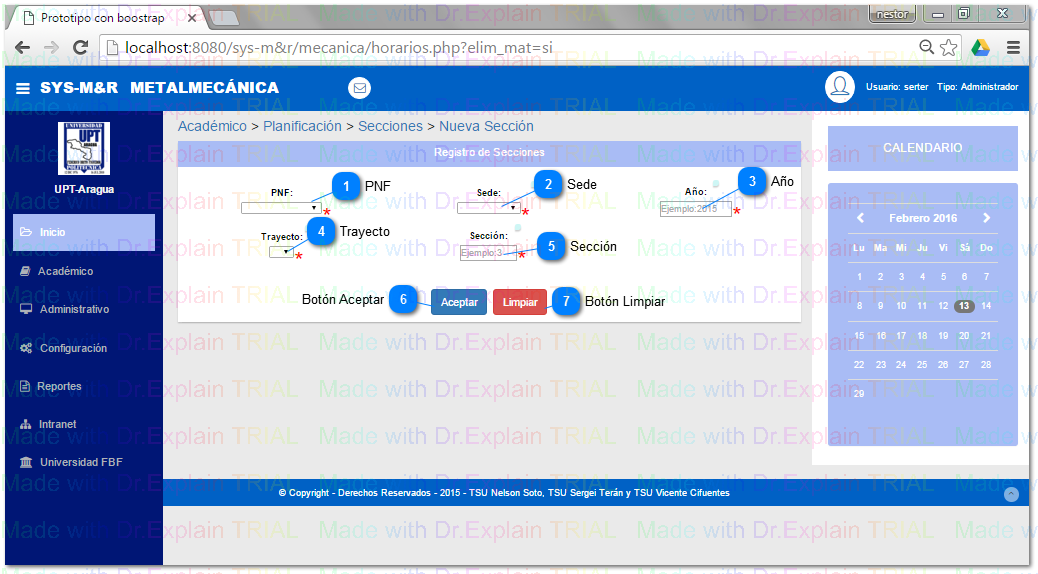 Prototipo con boostrap
nestor
localhost:8080/sys-m&r/mecanica/horarios.php?elim_mat=si
SYS-M&R METALMECÁNICA
Usuario: serter Tipo: Administrador
UNIVERSIDAD
UPT
POLITECNICA
UPT-Aragua
Inicio
Académico
Administrativo
Configuración
Reportes
Intranet
Universidad FBF
Académico > Planificación > Secciones > Nueva Sección
Registro de Secciones
PNF:
1 PNF
*
Sede:
2 Sede
*
Año:
3 Año
Ejemplo:2015
*
Trayecto:
4 Trayecto
*
Sección:
5 Sección
Ejemplo:3
*
Botón Aceptar 6
Aceptar
Limpiar
7 Botón Limpiar
CALENDARIO
Febrero 2016
Lu Ma Mi Ju Vi Sá Do
1 2 3 4 5 6 7
8 9 10 11 12 13 14
15 16 17 18 19 20 21
22 23 24 25 26 27 28
29
© Copyright - Derechos Reservados - 2015 - TSU Nelson Soto, TSU Sergei Terán y TSU Vicente Cifuentes
Made with Dr.Explain TRIAL